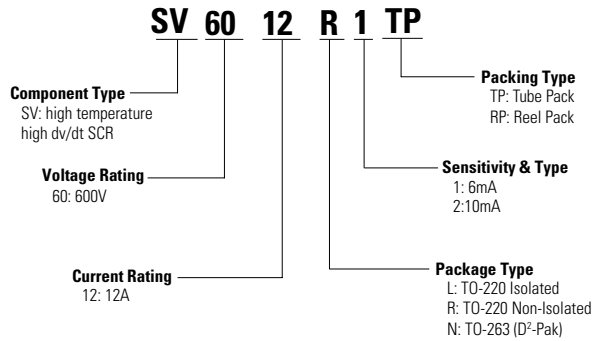 SV 60 12 R 1 TP
Component Type
SV: high temperature
high dv/dt SCR
Voltage Rating
60: 600V
Current Rating
12: 12A
Packing Type
TP: Tube Pack
RP: Reel Pack
Sensitivity & Type
1: 6mA
2:10mA
Package Type
L: TO-220 Isolated
R: TO-220 Non-Isolated
N: TO-263 (D²-Pak)